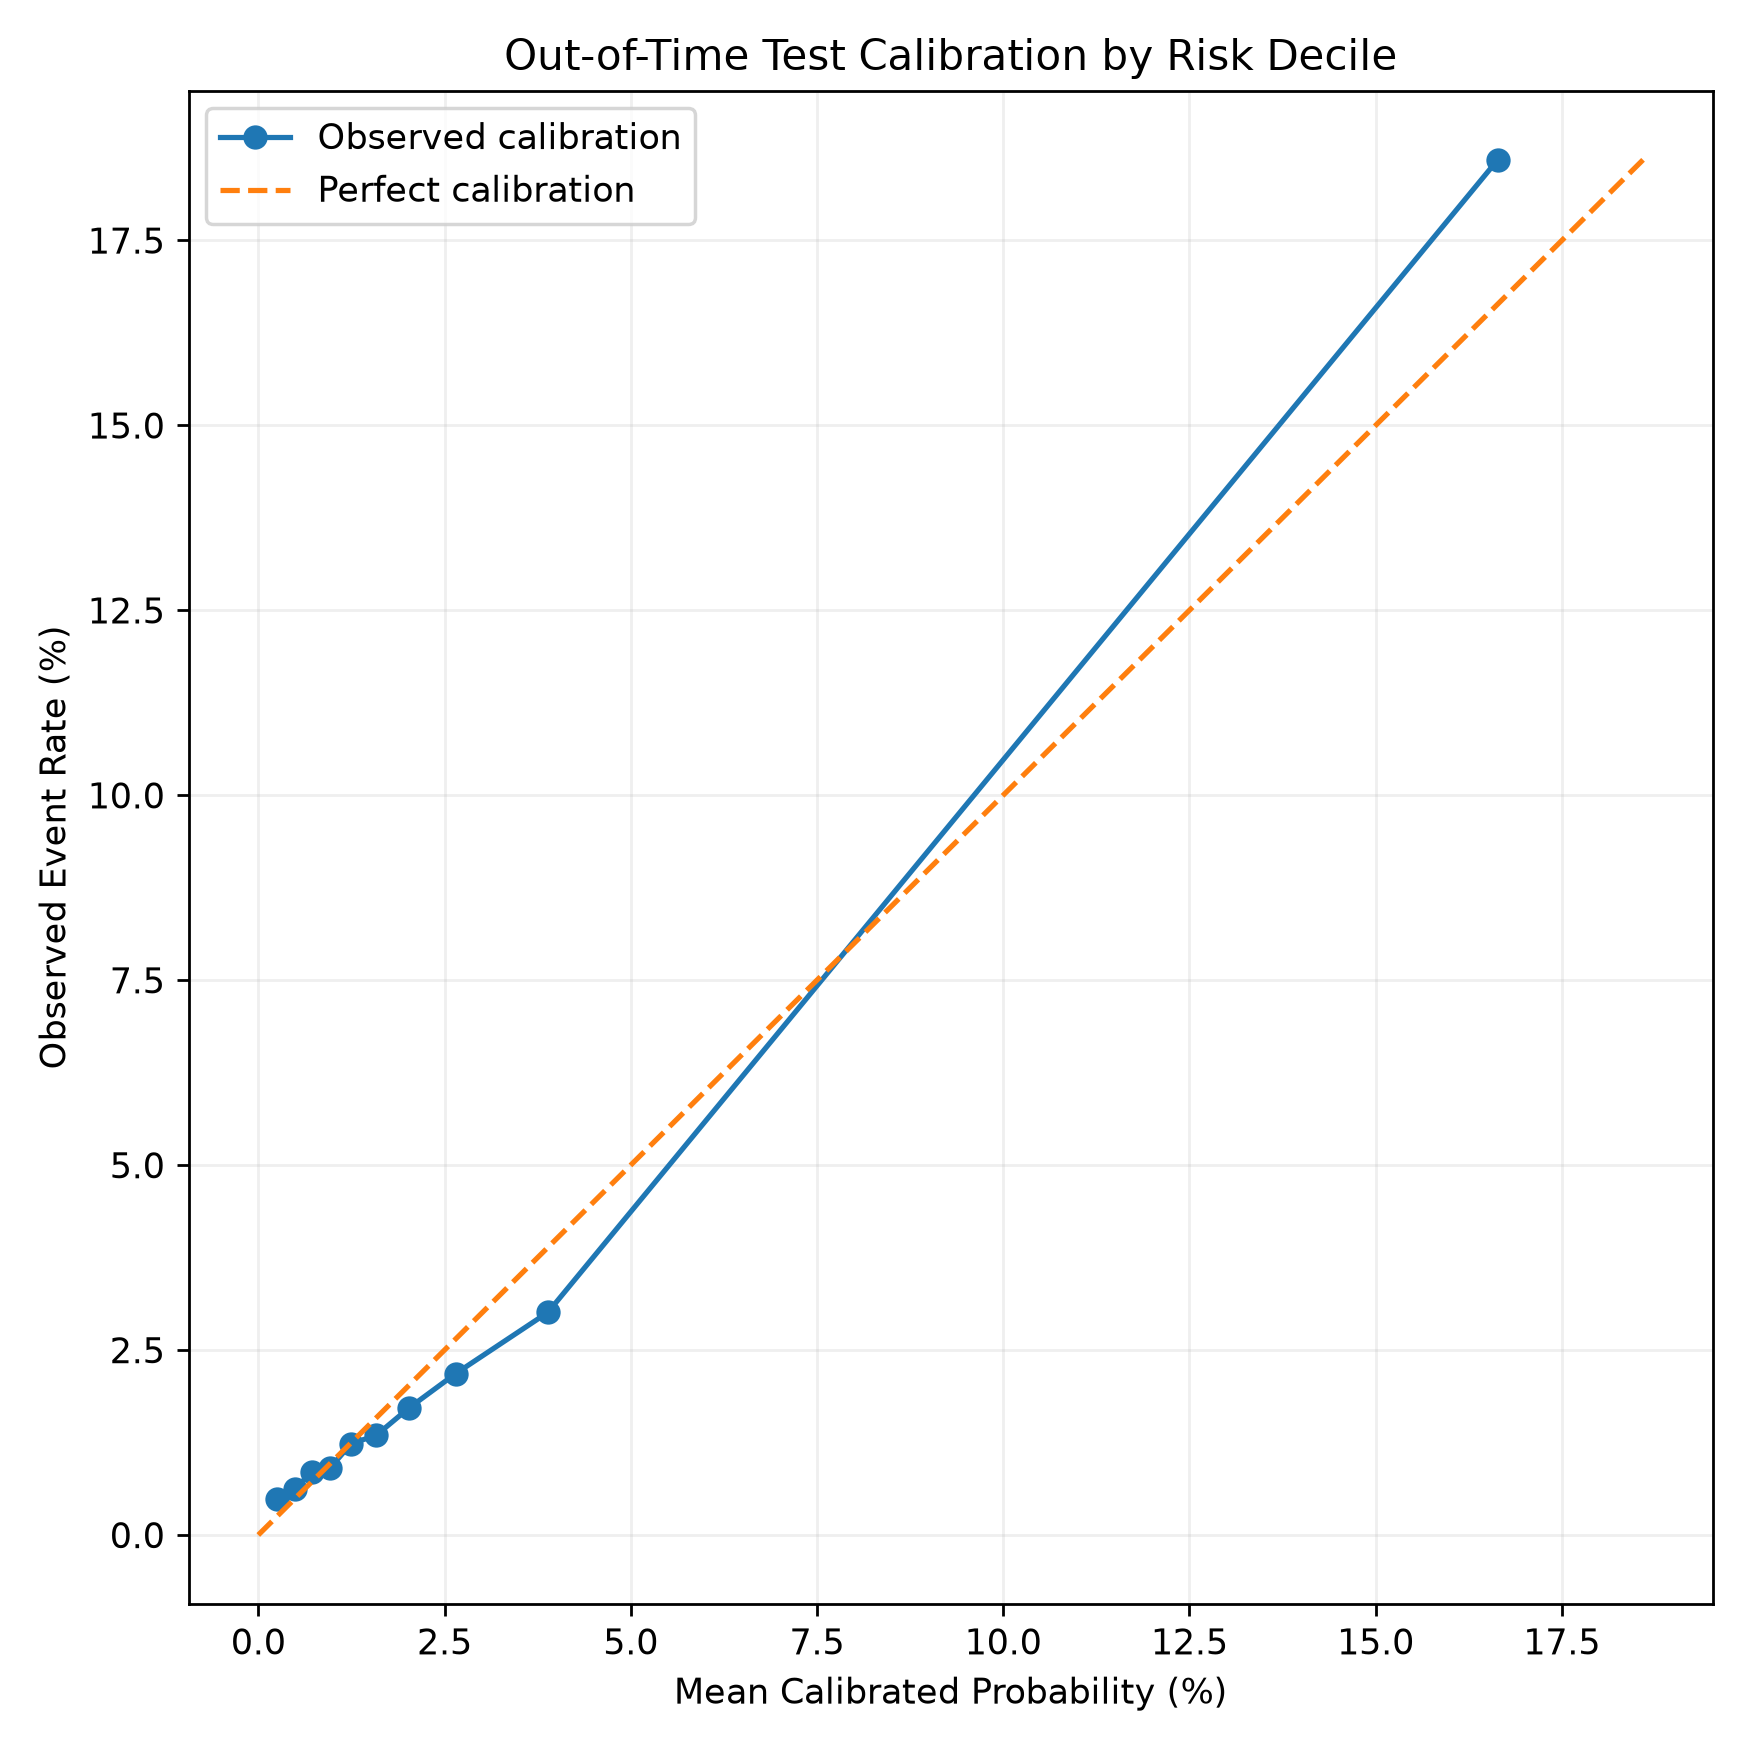 Out-of-Time Test Calibration by Risk Decile
Observed calibration
Perfect calibration
17.5
15.0
12.5
10.0
7.5
5.0
2.5
0.0
Observed Event Rate (%)
0.0 2.5 5.0 7.5 10.0 12.5 15.0 17.5
Mean Calibrated Probability (%)